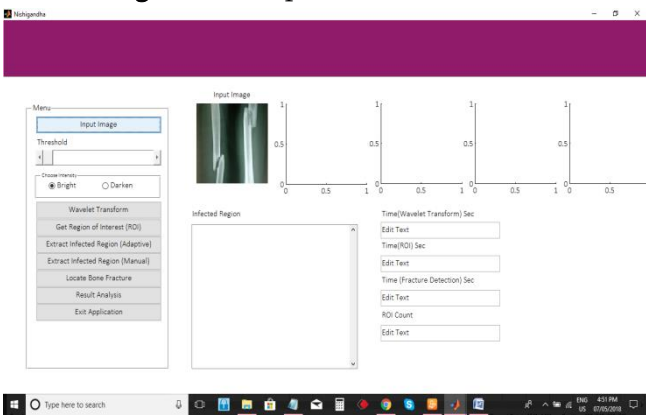 Nishigandha
Menu
Input Image
Threshold
Choose Intensity
Bright
Darken
Wavelet Transform
Get Region of Interest (ROI)
Extract Infected Region (Adaptive)
Extract Infected Region (Manual)
Locate Bone Fracture
Result Analysis
Exit Application
Input Image
1 1 1 1
0.5 0.5 0.5 0.5
0 0 0 0
0 0.5 1 0 0.5 1 0 0.5 1 0 0.5
Infected Region
Time(Wavelet Transform) Sec
Edit Text
Time(ROI) Sec
Edit Text
Time (Fracture Detection) Sec
Edit Text
ROI Count
Edit Text
Type here to search
ENG 4:51 PM
US 07/05/2018